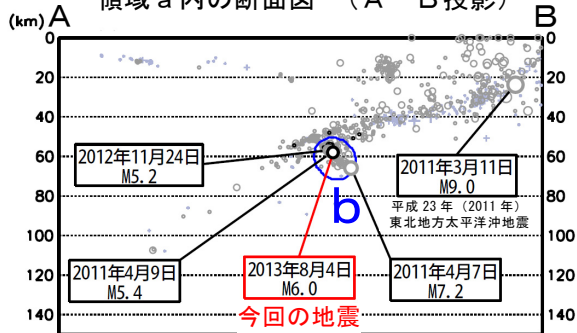 領域a内の断面図 (A－B投影)
(km) A B
0 0
20 20
40 40
60 60
80 80
100 100
120 120
140 140
2012年11月24日
M5.2
2011年3月11日
M9.0
平成23年(2011年)
東北地方太平洋沖地震
b
2011年4月9日
M5.4
2013年8月4日
M6.0
今回の地震
2011年4月7日
M7.2